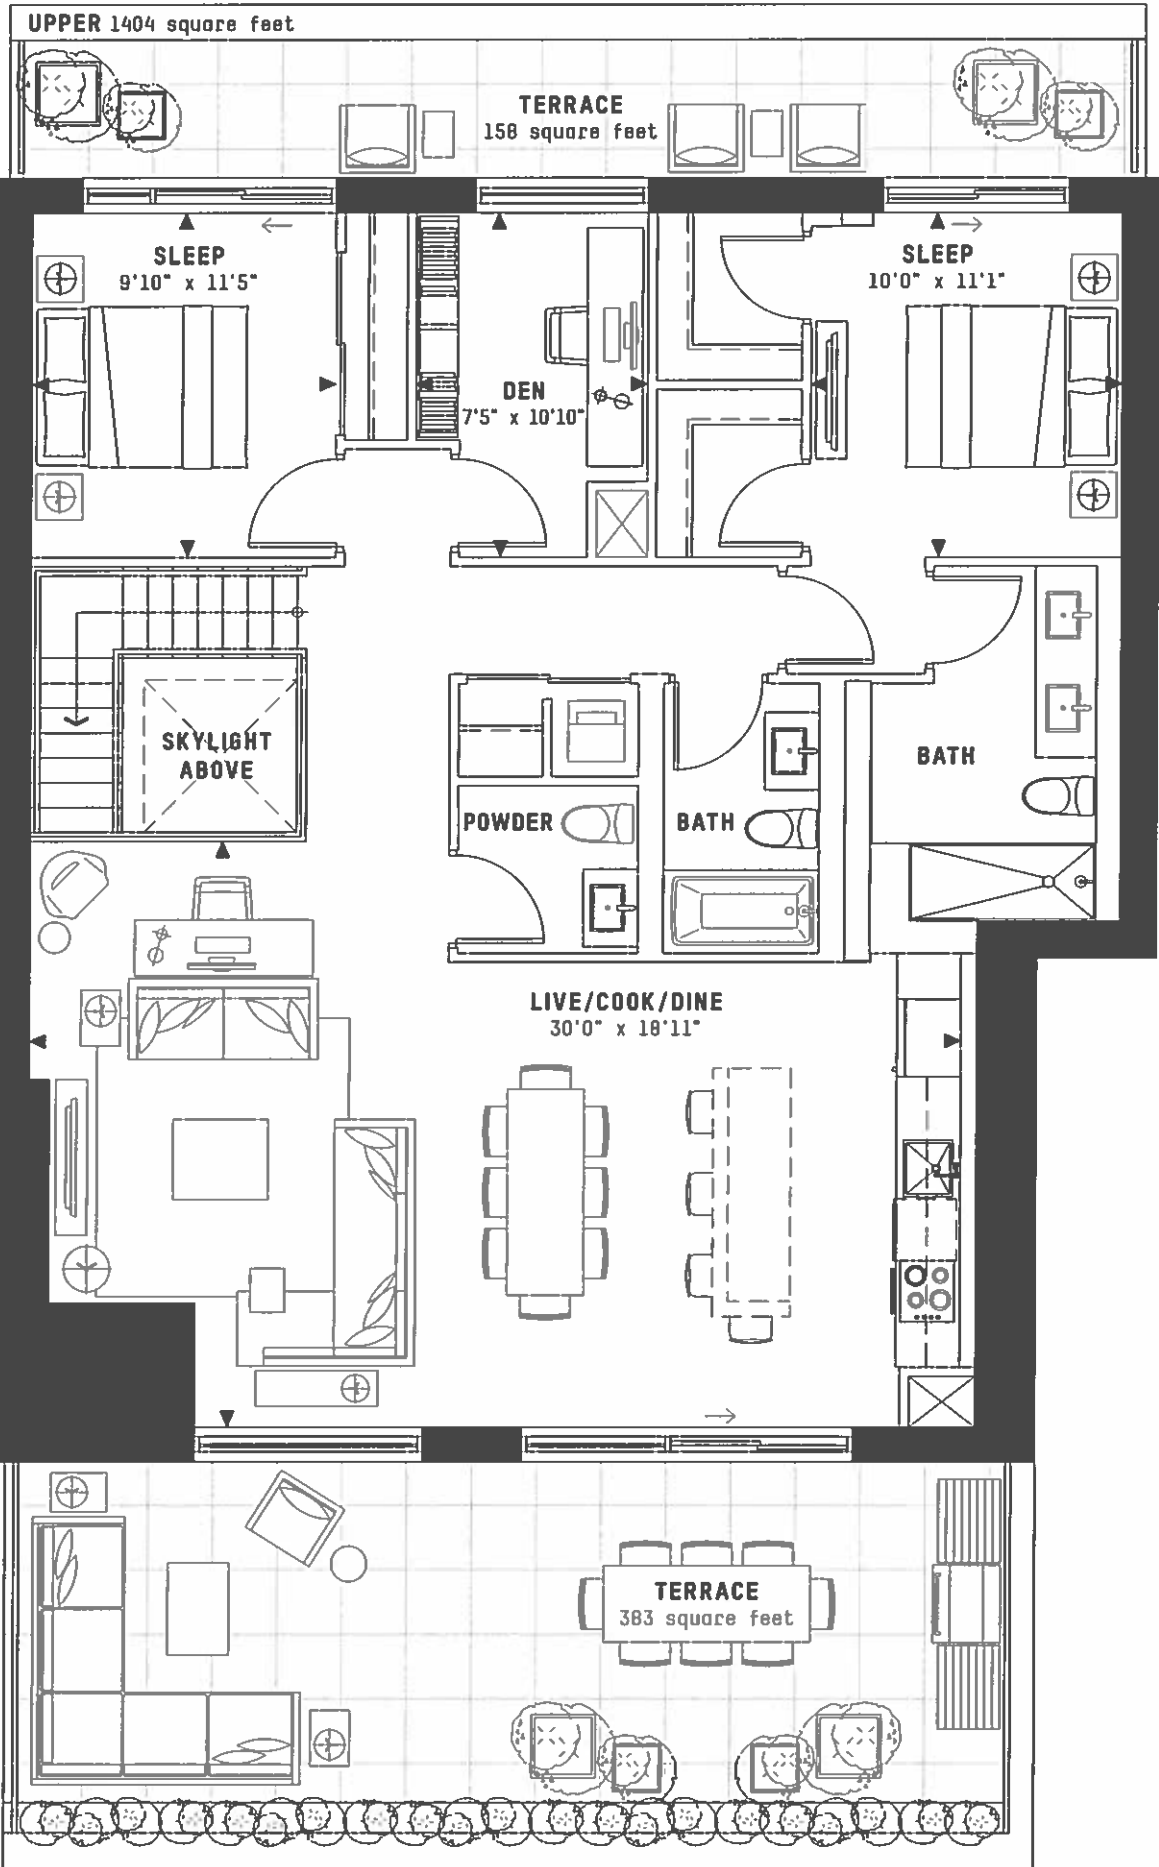 UPPER 1404 square feet
TERRACE
158 square feet
SLEEP
9'10" x 11'5"
SLEEP
10'0" x 11'1"
DEN
7'5" x 10'10"
SKYLIGHT
ABOVE
BATH
POWDER
BATH
LIVE/COOK/DINE
30'0" x 18'11"
TERRACE
383 square feet